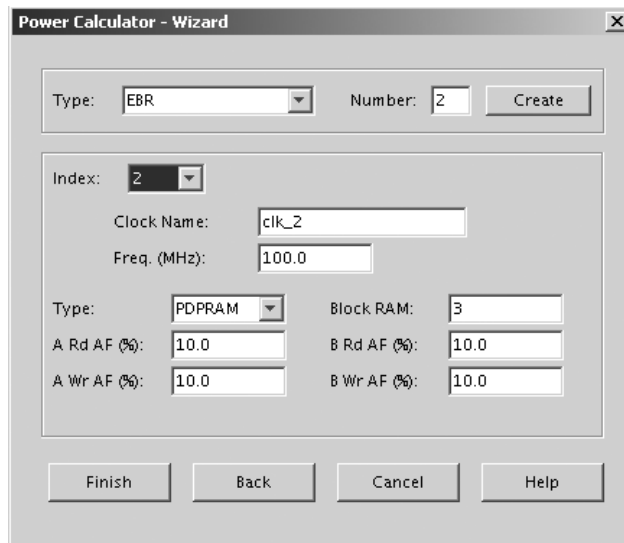 Power Calculator - Wizard
Type: EBR Number: 2 Create
Index: 2
Clock Name: clk_2
Freq. (MHz): 100.0
Type: PDPRAM Block RAM: 3
A Rd AF (%): 10.0 B Rd AF (%): 10.0
A Wr AF (%): 10.0 B Wr AF (%): 10.0
Finish Back Cancel Help